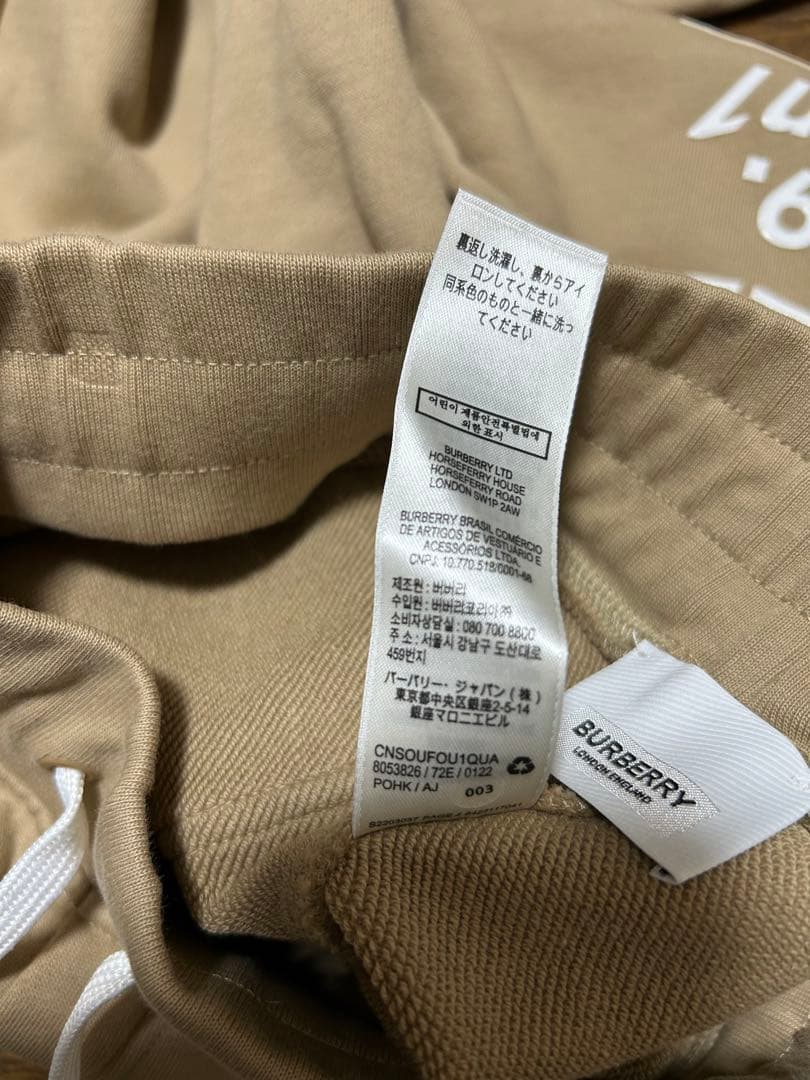 裏返し洗濯し、裏からアイ
ロンしてください
同系色のものと一緒に洗っ
てください
어린이 제품안전특별법에
의한 표시
BURBERRY LTD
HORSEFERRY HOUSE
HORSEFERRY ROAD
LONDON SW1P 2AW
BURBERRY BRASIL COMÉRCIO
DE ARTIGOS DE VESTUÁRIO E
ACESSÓRIOS LTDA.
CNPJ: 10.770.518/0001-68
제조원 : 버버리
수입원 : 버버리코리아㈜
소비자상담실 : 080 700 8800
주 소 : 서울시 강남구 도산대로
459번지
バーバリー・ジャパン(株)
東京都中央区銀座2-5-14
銀座マロニエビル
CNSOUFOU1QUA
8053826 / 72E / 0122
POHK / AJ 003
BURBERRY
LONDON ENGLAND
9.